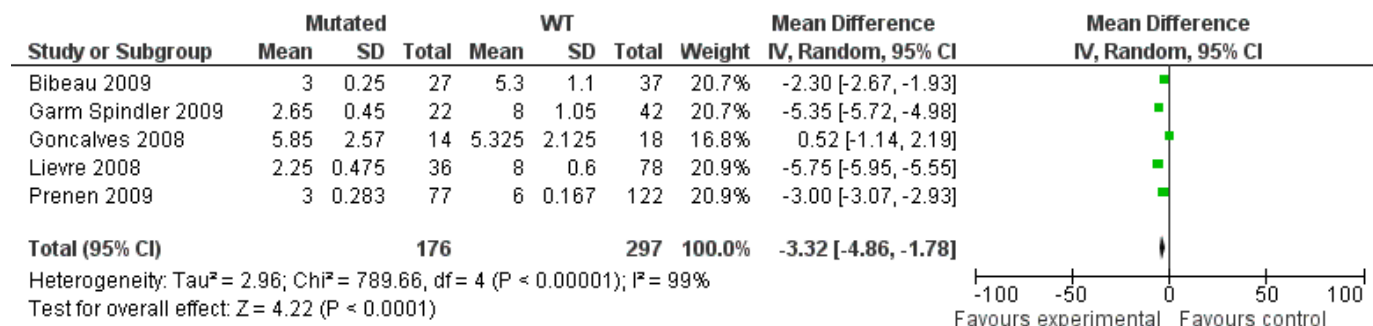 Mutated WT Mean Difference Mean Difference
Study or Subgroup Mean SD Total Mean SD Total Weight IV, Random, 95% CI IV, Random, 95% CI
Bibeau 2009 3 0.25 27 5.3 1.1 37 20.7% -2.30 [-2.67, -1.93]
Garm Spindler 2009 2.65 0.45 22 8 1.05 42 20.7% -5.35 [-5.72, -4.98]
Goncalves 2008 5.85 2.57 14 5.325 2.125 18 16.8% 0.52 [-1.14, 2.19]
Lievre 2008 2.25 0.475 36 8 0.6 78 20.9% -5.75 [-5.95, -5.55]
Prenen 2009 3 0.283 77 6 0.167 122 20.9% -3.00 [-3.07, -2.93]
Total (95% CI) 176 297 100.0% -3.32 [-4.86, -1.78]
Heterogeneity: Tau² = 2.96; Chi² = 789.66, df = 4 (P < 0.00001); I² = 99%
Test for overall effect: Z = 4.22 (P < 0.0001)
-100 -50 0 50 100
Favours experimental Favours control